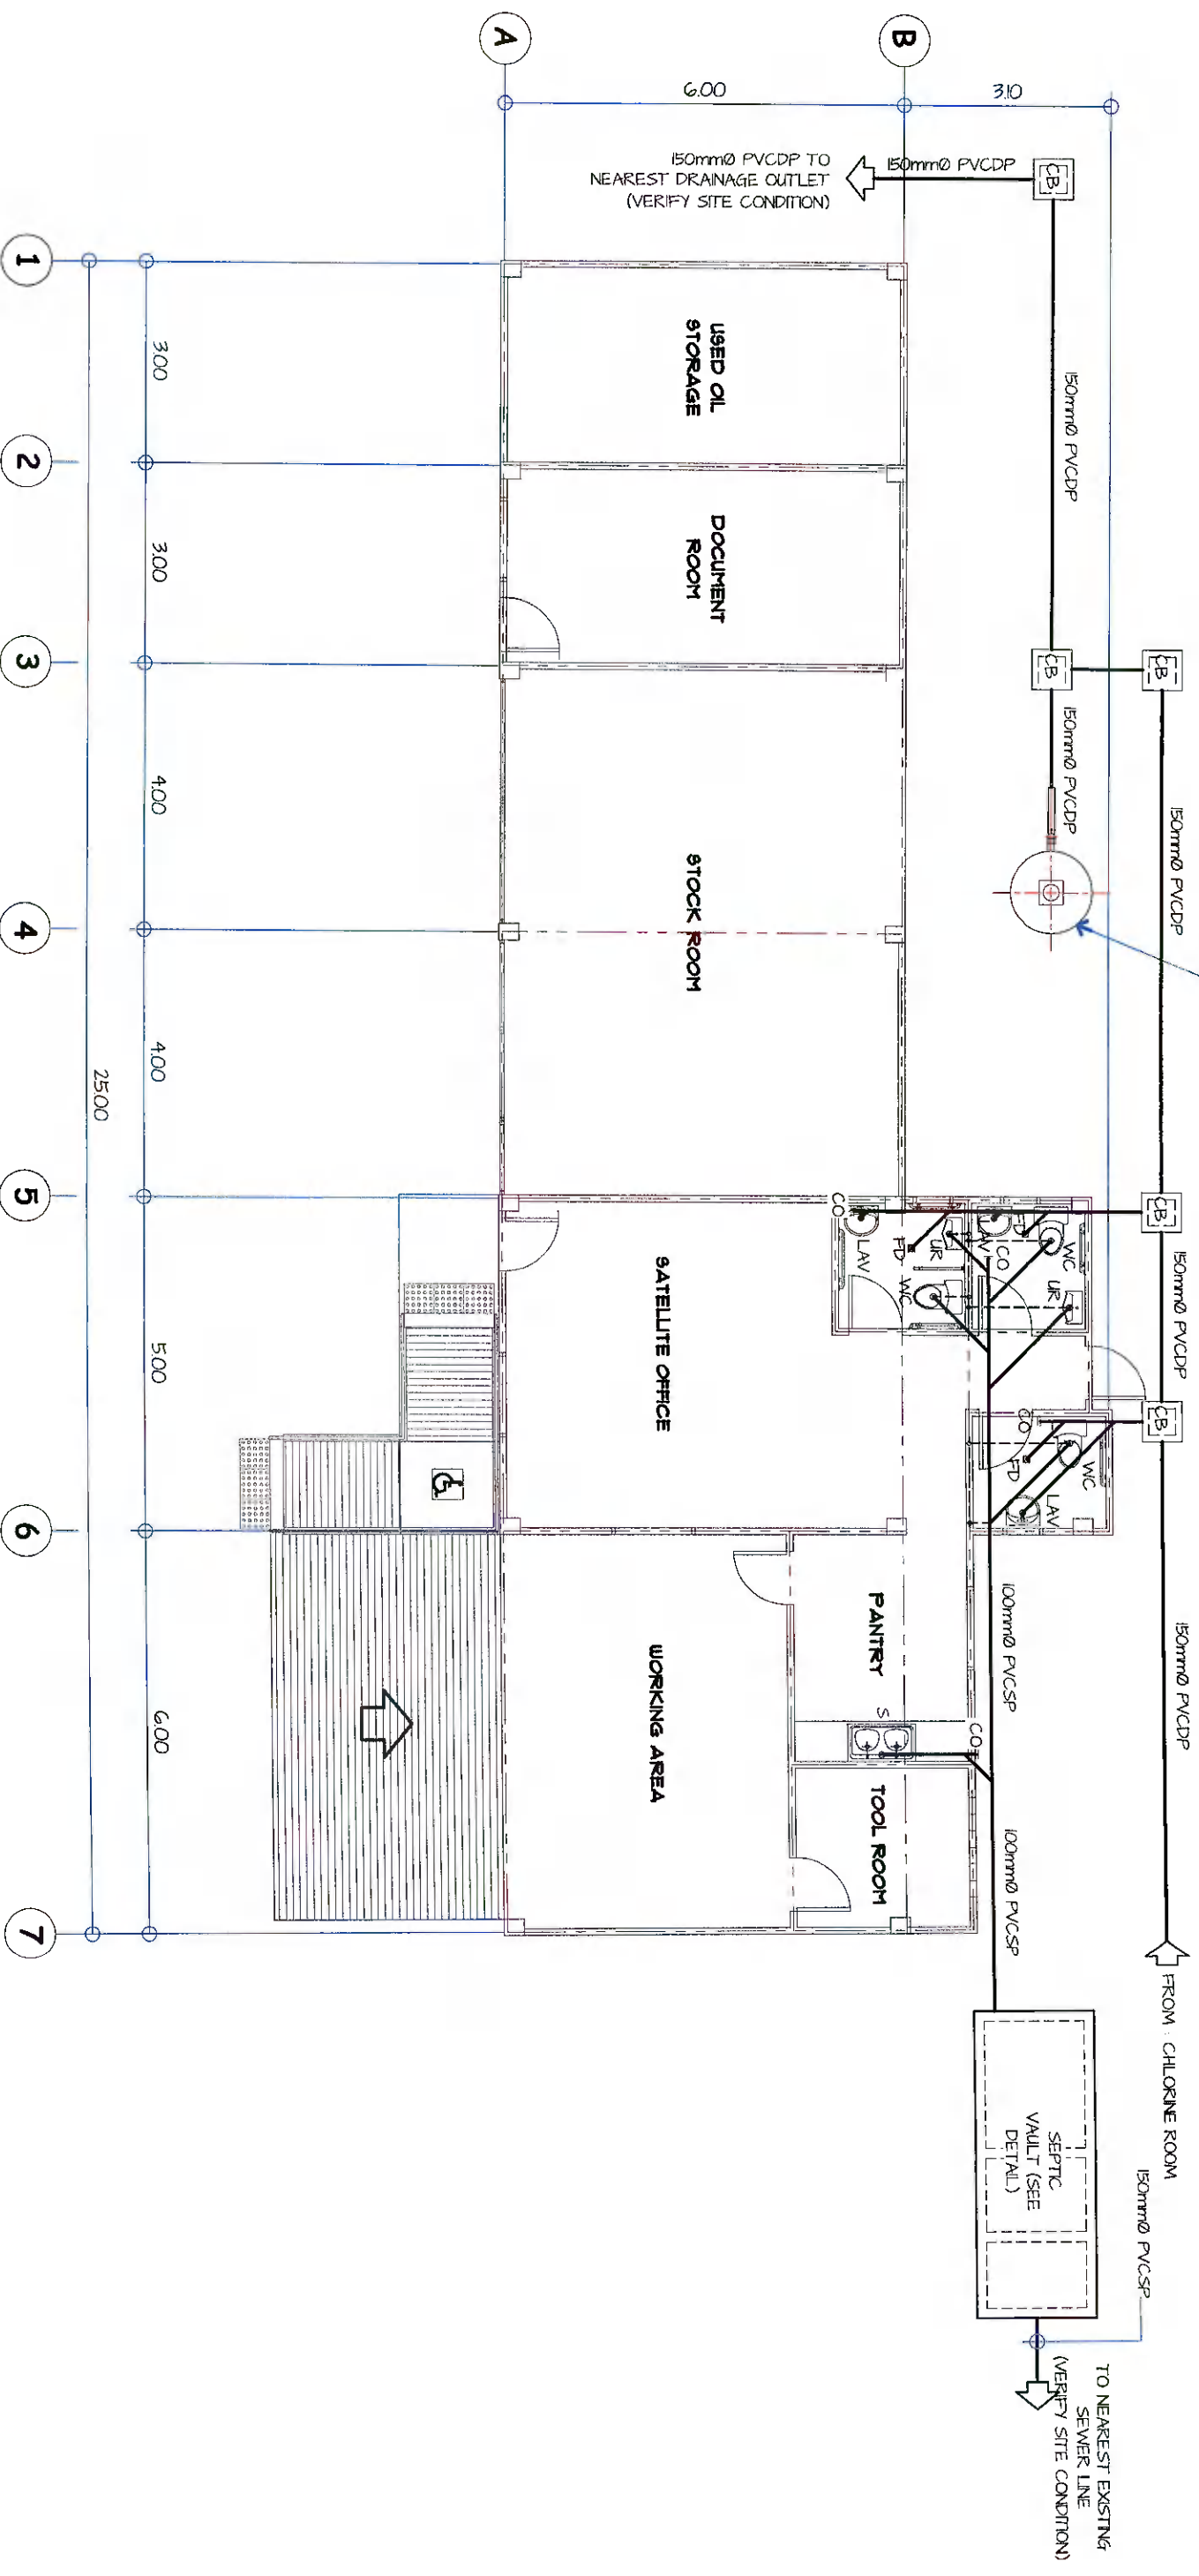 A
B
6.00
3.10
150mmØ PVCDP TO
NEAREST DRAINAGE OUTLET
(VERIFY SITE CONDITION)
150mmØ PVCDP
CB
150mmØ PVCDP
CB
CB
150mmØ PVCDP
150mmØ PVCDP
CB
150mmØ PVCDP
CB
150mmØ PVCDP
FROM : CHLORINE ROOM
1
2
3
4
5
6
7
3.00
3.00
4.00
4.00
5.00
6.00
25.00
USED OIL
STORAGE
DOCUMENT
ROOM
STOCK ROOM
SATELLITE OFFICE
WORKING AREA
PANTRY
S
TOOL ROOM
CO
LAV
FD
UR
WC
FD
CO
WC
UR
CO
FD
WC
LAV
CO
100mmØ PVCSP
100mmØ PVCSP
SEPTIC
VAULT (SEE
DETAIL)
150mmØ PVCSP
TO NEAREST EXISTING
SEWER LINE
(VERIFY SITE CONDITION)